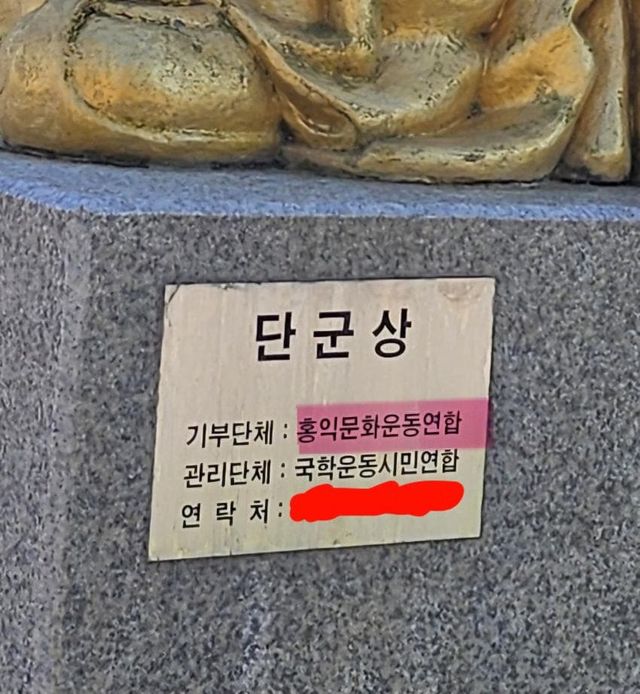 단군상
기부단체 : 홍익문화운동연합
관리단체 : 국학운동시민연합
연락처 :